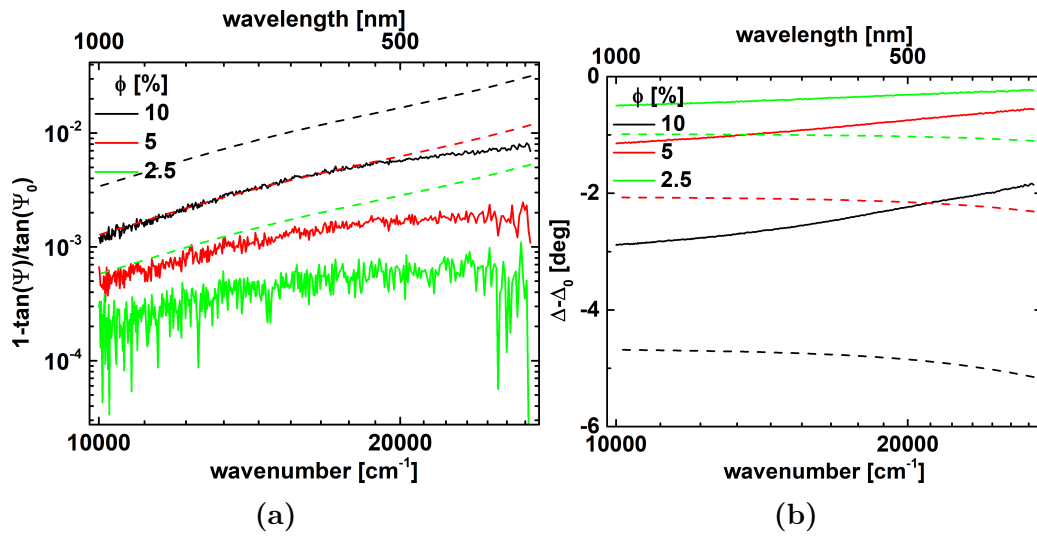 wavelength [nm]
1000 500
ϕ [%]
10
5
2.5
10⁻²
10⁻³
10⁻⁴
1-tan(Ψ)/tan(Ψ₀)
10000 20000
wavenumber [cm⁻¹]
(a)
wavelength [nm]
1000 500
0
-2
-4
-6
ϕ [%]
10
5
2.5
Δ-Δ₀ [deg]
10000 20000
wavenumber [cm⁻¹]
(b)